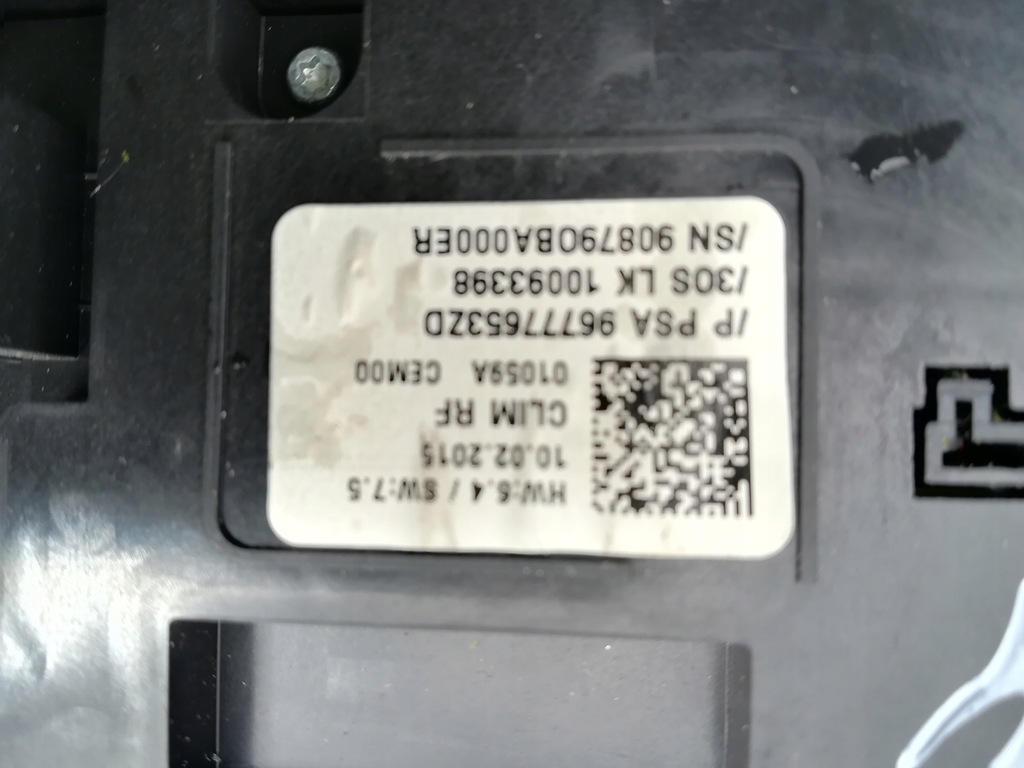 /SN 90879OBA000ER
/3OS LK 10093398
/P PSA 96777653ZD
01059A CEM00
CLIM RF
10.02.2015
HW:6.4 / SW:7.5